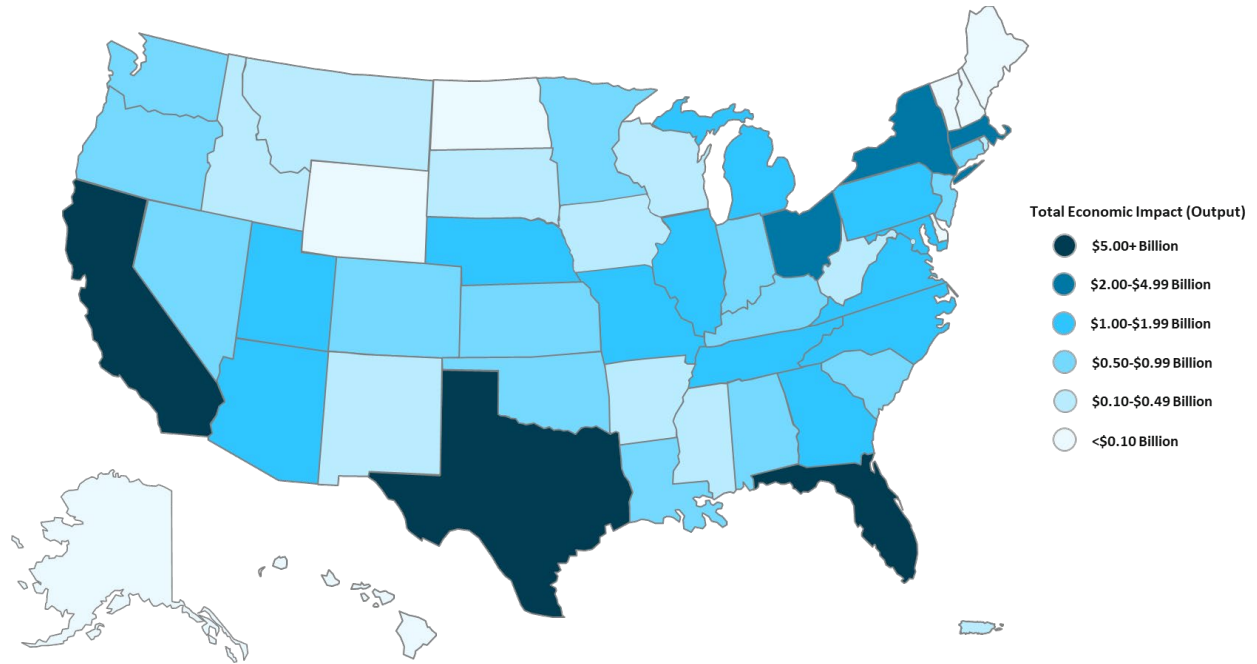 Total Economic Impact (Output)
$5.00+ Billion
$2.00-$4.99 Billion
$1.00-$1.99 Billion
$0.50-$0.99 Billion
$0.10-$0.49 Billion
<$0.10 Billion